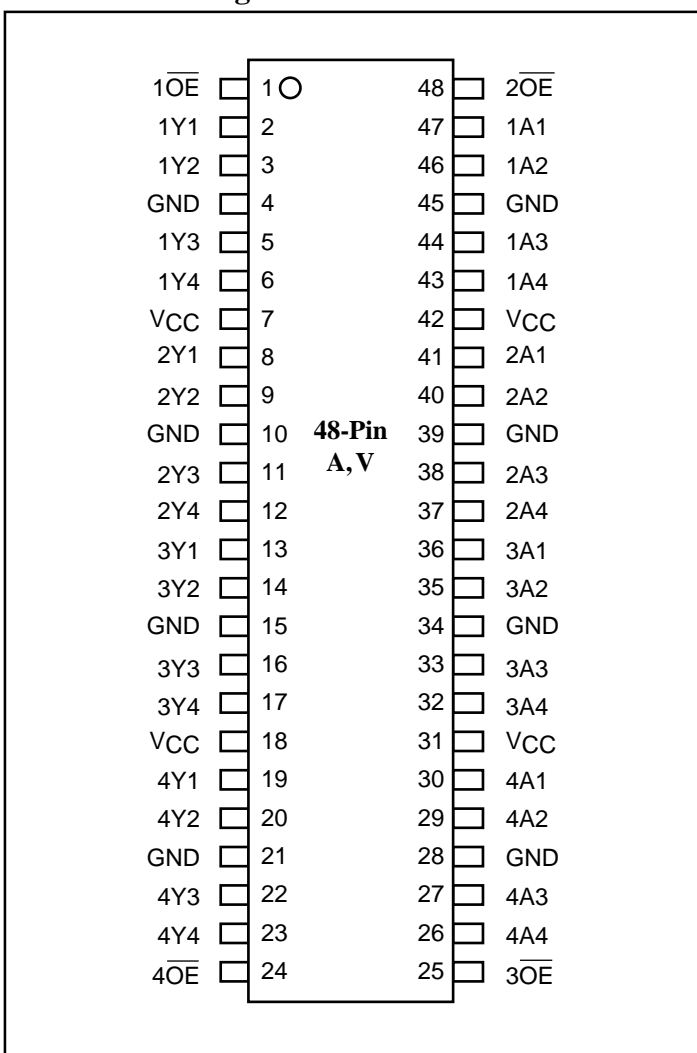 1O̅E̅ 1 48 2O̅E̅
1Y1 2 47 1A1
1Y2 3 46 1A2
GND 4 45 GND
1Y3 5 44 1A3
1Y4 6 43 1A4
VCC 7 42 VCC
2Y1 8 41 2A1
2Y2 9 40 2A2
GND 10 48-Pin 39 GND
2Y3 11 A,V 38 2A3
2Y4 12 37 2A4
3Y1 13 36 3A1
3Y2 14 35 3A2
GND 15 34 GND
3Y3 16 33 3A3
3Y4 17 32 3A4
VCC 18 31 VCC
4Y1 19 30 4A1
4Y2 20 29 4A2
GND 21 28 GND
4Y3 22 27 4A3
4Y4 23 26 4A4
4O̅E̅ 24 25 3O̅E̅